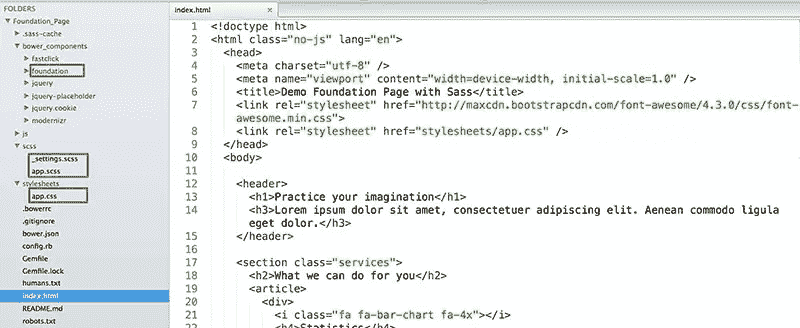 FOLDERS
Foundation_Page
.sass-cache
bower_components
fastclick
foundation
jquery
jquery-placeholder
jquery.cookie
modernizr
js
scss
_settings.scss
app.scss
stylesheets
app.css
.bowerrc
.gitignore
bower.json
config.rb
Gemfile
Gemfile.lock
humans.txt
index.html
README.md
robots.txt
index.html ×
1 <!doctype html>
2 <html class="no-js" lang="en">
3 <head>
4 <meta charset="utf-8" />
5 <meta name="viewport" content="width=device-width, initial-scale=1.0" />
6 <title>Demo Foundation Page with Sass</title>
7 <link rel="stylesheet" href="http://maxcdn.bootstrapcdn.com/font-awesome/4.3.0/css/font-
awesome.min.css">
8 <link rel="stylesheet" href="stylesheets/app.css" />
9 </head>
10 <body>
11
12 <header>
13 <h1>Practice your imagination</h1>
14 <h3>Lorem ipsum dolor sit amet, consectetuer adipiscing elit. Aenean commodo ligula
eget dolor.</h3>
15 </header>
16
17 <section class="services">
18 <h2>What we can do for you</h2>
19 <article>
20 <div>
21 <i class="fa fa-bar-chart fa-4x"></i>
22 <h4>Statistics</h4>